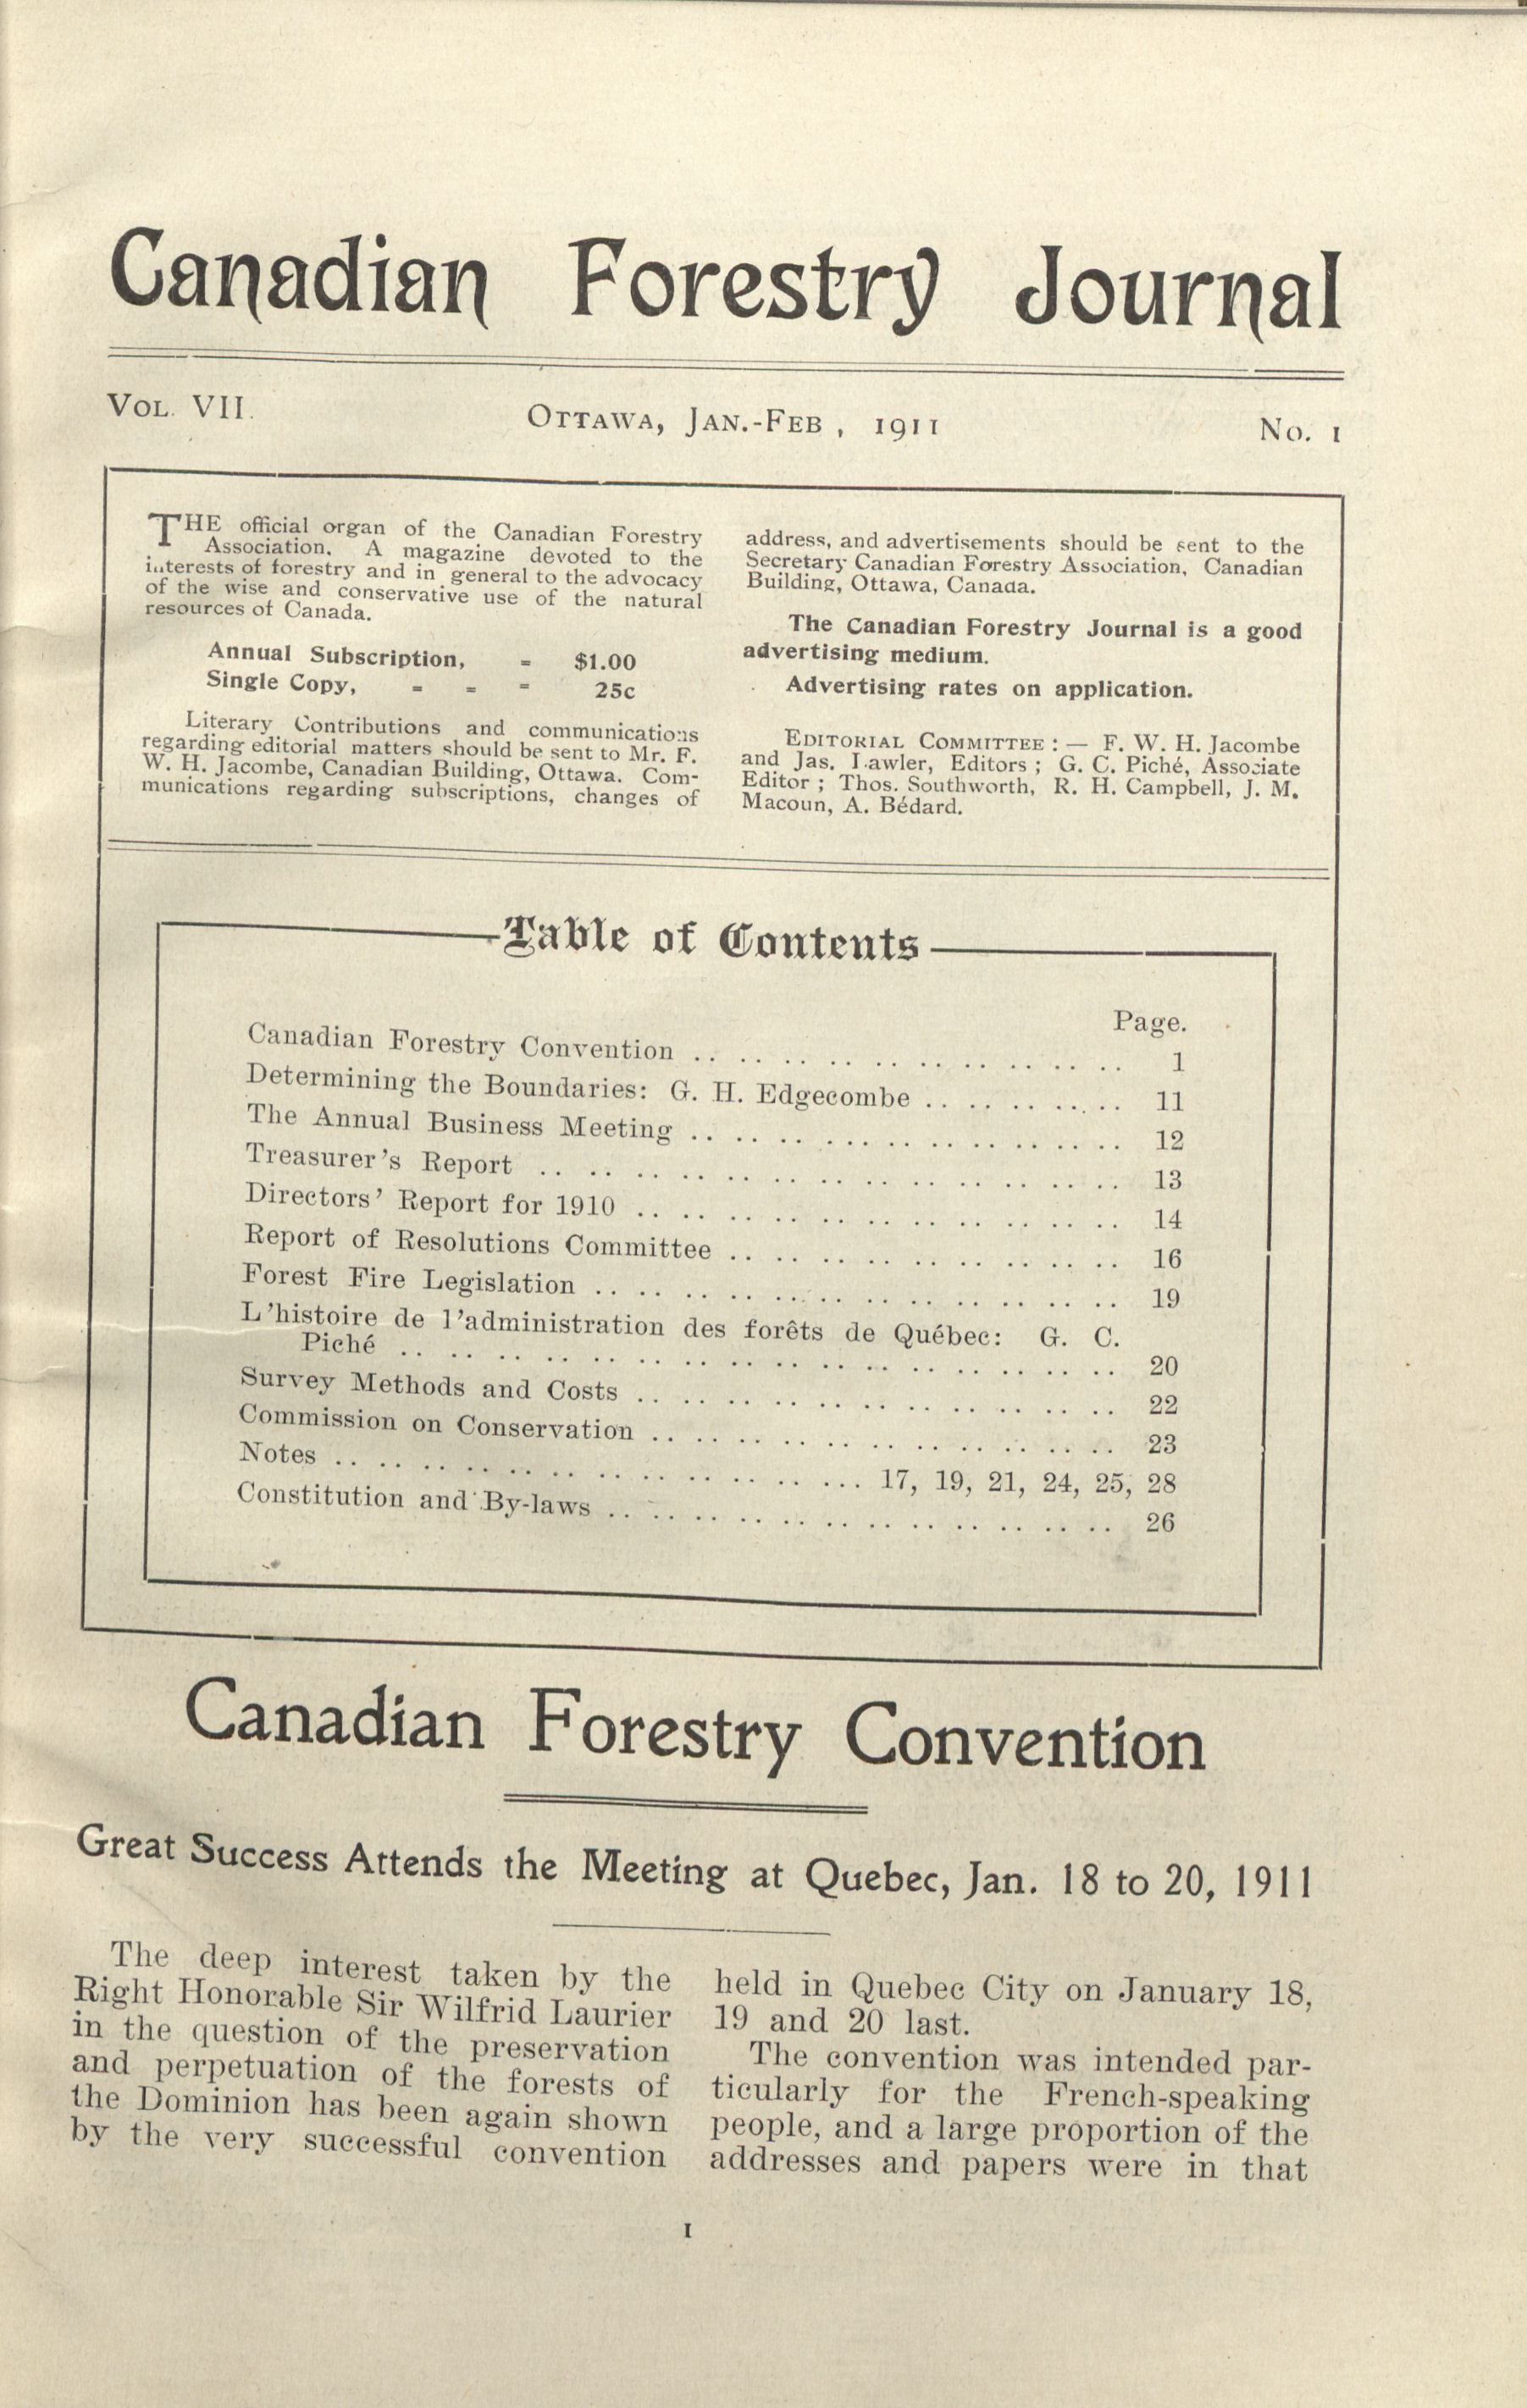 Canadian Forestry Journal
VOL. VII.
OTTAWA, JAN.-FEB , 1911
No. 1
THE official organ of the Canadian Forestry
Association. A magazine devoted to the
interests of forestry and in general to the advocacy
of the wise and conservative use of the natural
resources of Canada.
Annual Subscription, = $1.00
Single Copy, = = = 25c
Literary Contributions and communications
regarding editorial matters should be sent to Mr. F.
W. H. Jacombe, Canadian Building, Ottawa. Com-
munications regarding subscriptions, changes of
address, and advertisements should be sent to the
Secretary Canadian Forestry Association, Canadian
Building, Ottawa, Canada.
The Canadian Forestry Journal is a good
advertising medium.
Advertising rates on application.
EDITORIAL COMMITTEE : — F. W. H. Jacombe
and Jas. Lawler, Editors ; G. C. Piché, Associate
Editor ; Thos. Southworth, R. H. Campbell, J. M.
Macoun, A. Bédard.
Table of Contents
Page.
Canadian Forestry Convention .. .. .. .. .. .. .. .. .. .. 1
Determining the Boundaries: G. H. Edgecombe .. .. .. .. .. 11
The Annual Business Meeting .. .. .. .. .. .. .. .. .. .. 12
Treasurer's Report .. .. .. .. .. .. .. .. .. .. .. .. .. 13
Directors' Report for 1910 .. .. .. .. .. .. .. .. .. .. .. 14
Report of Resolutions Committee .. .. .. .. .. .. .. .. .. 16
Forest Fire Legislation .. .. .. .. .. .. .. .. .. .. .. .. 19
L'histoire de l'administration des forêts de Québec: G. C.
Piché .. .. .. .. .. .. .. .. .. .. .. .. .. .. .. .. 20
Survey Methods and Costs .. .. .. .. .. .. .. .. .. .. .. 22
Commission on Conservation .. .. .. .. .. .. .. .. .. .. .. 23
Notes .. .. .. .. .. .. .. .. .. .. .. ... 17, 19, 21, 24, 25, 28
Constitution and By-laws .. .. .. .. .. .. .. .. .. .. .. .. 26
Canadian Forestry Convention
Great Success Attends the Meeting at Quebec, Jan. 18 to 20, 1911
The deep interest taken by the
Right Honorable Sir Wilfrid Laurier
in the question of the preservation
and perpetuation of the forests of
the Dominion has been again shown
by the very successful convention
held in Quebec City on January 18,
19 and 20 last.
The convention was intended par-
ticularly for the French-speaking
people, and a large proportion of the
addresses and papers were in that
1